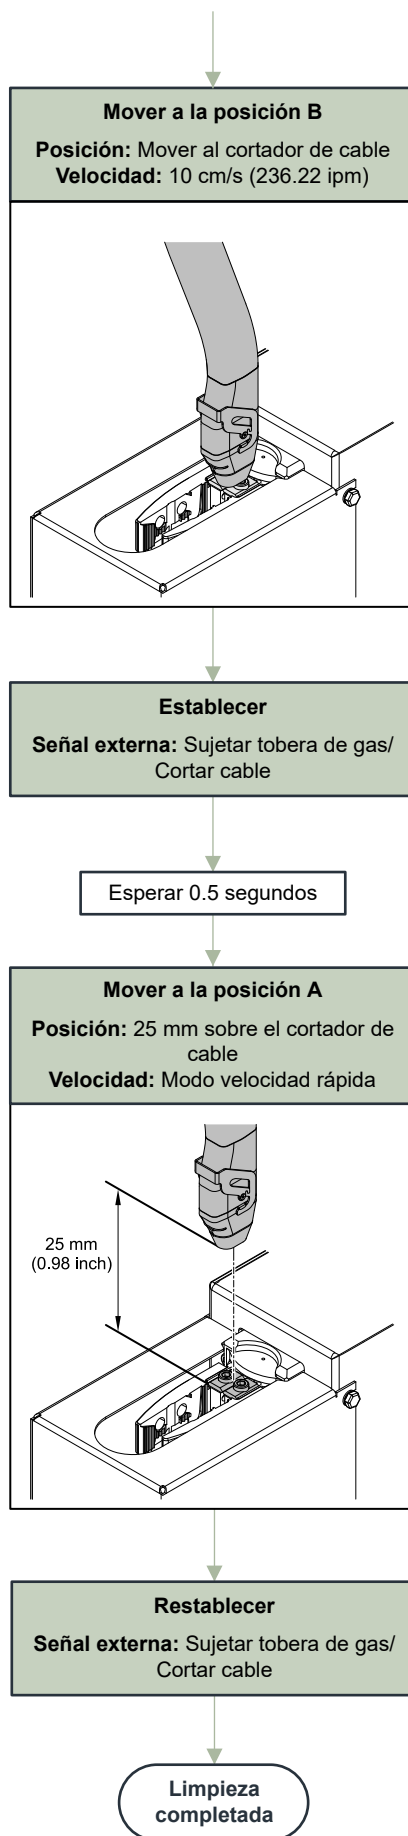 Mover a la posición B
Posición: Mover al cortador de cable
Velocidad: 10 cm/s (236.22 ipm)
Establecer
Señal externa: Sujetar tobera de gas/
Cortar cable
Esperar 0.5 segundos
Mover a la posición A
Posición: 25 mm sobre el cortador de
cable
Velocidad: Modo velocidad rápida
25 mm
(0.98 inch)
Restablecer
Señal externa: Sujetar tobera de gas/
Cortar cable
Limpieza
completada